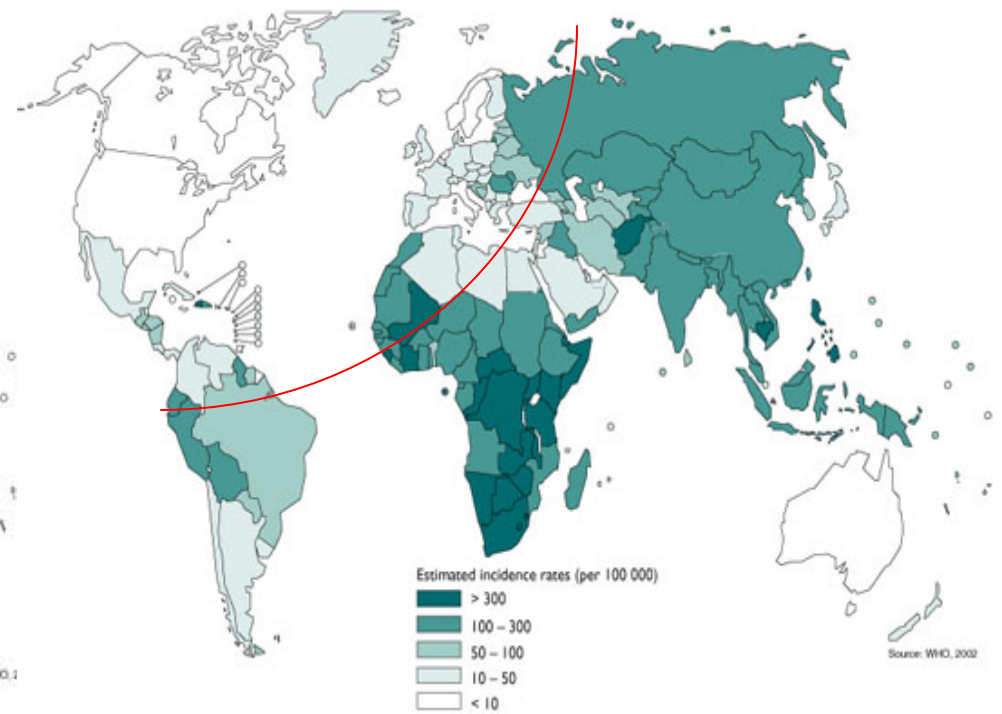 Estimated incidence rates (per 100 000)
> 300
100 – 300
50 – 100
10 – 50
< 10
Source: WHO, 2002